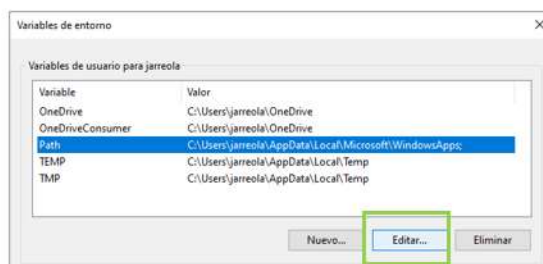 Variables de entorno
Variables de usuario para jarreola
Variable Valor
OneDrive C:\Users\jarreola\OneDrive
OneDriveConsumer C:\Users\jarreola\OneDrive
Path C:\Users\jarreola\AppData\Local\Microsoft\WindowsApps;
TEMP C:\Users\jarreola\AppData\Local\Temp
TMP C:\Users\jarreola\AppData\Local\Temp
Nuevo... Editar... Eliminar